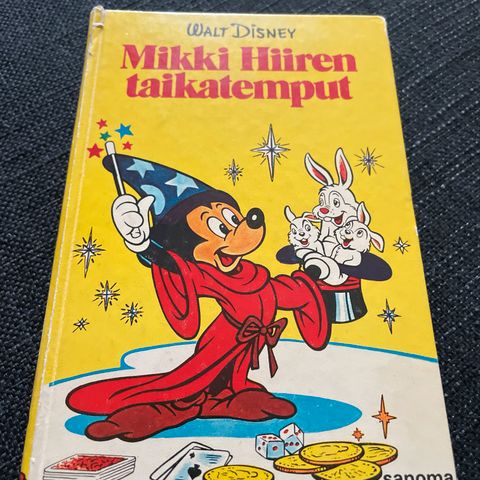 WALT DISNEY
Mikki Hiiren
taikatemput
sanoma